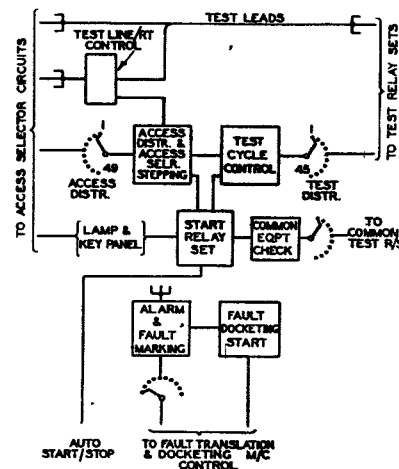 TEST LEADS
TEST LINE/RT
CONTROL
TO ACCESS SELECTOR CIRCUITS
TO TEST RELAY SETS
1
49
ACCESS
DISTR.
ACCESS
DISTR. &
ACCESS
SELR.
STEPPING
TEST
CYCLE
CONTROL
1
45
TEST
DISTR.
LAMP &
KEY PANEL
START
RELAY
SET
COMMON
EQPT
CHECK
TO
COMMON
TEST R/S
ALARM
&
FAULT
MARKING
FAULT
DOCKETING
START
AUTO
START/STOP
TO FAULT TRANSLATION
& DOCKETING M/C
CONTROL